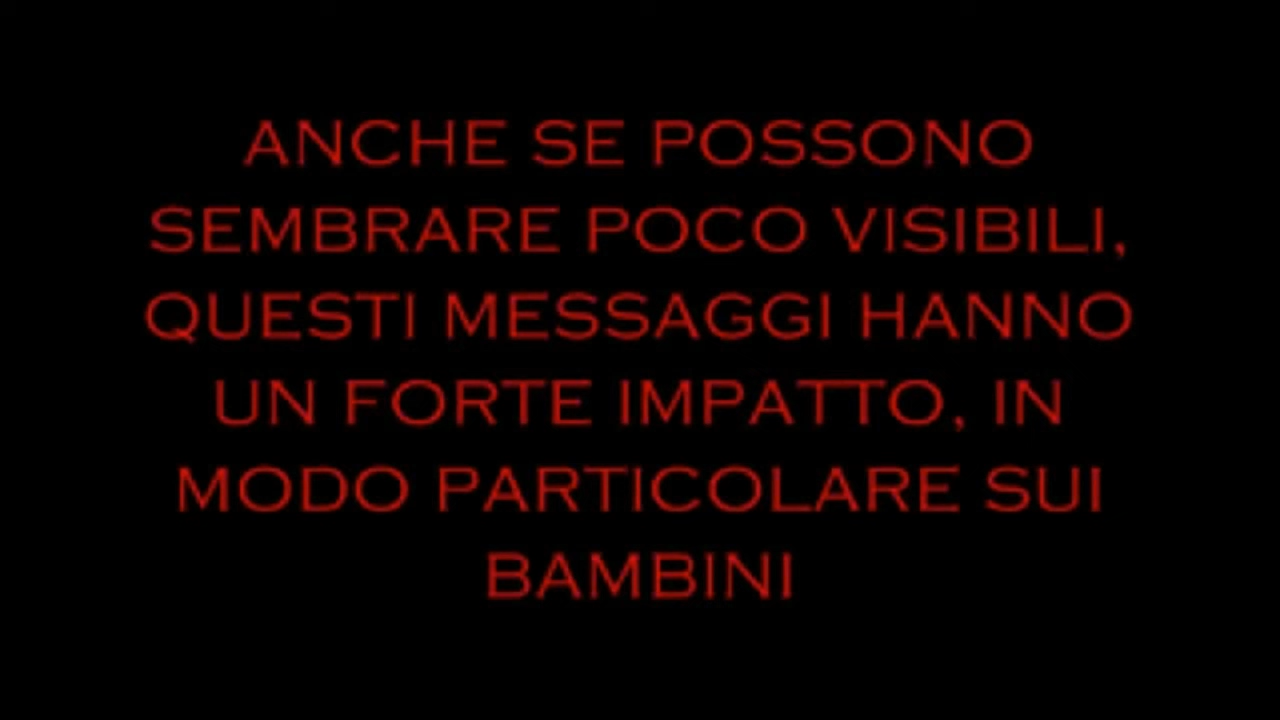 ANCHE SE POSSONO
SEMBRARE POCO VISIBILI,
QUESTI MESSAGGI HANNO
UN FORTE IMPATTO, IN
MODO PARTICOLARE SUI
BAMBINI